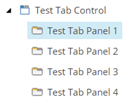 Test Tab Control
Test Tab Panel 1
Test Tab Panel 2
Test Tab Panel 3
Test Tab Panel 4